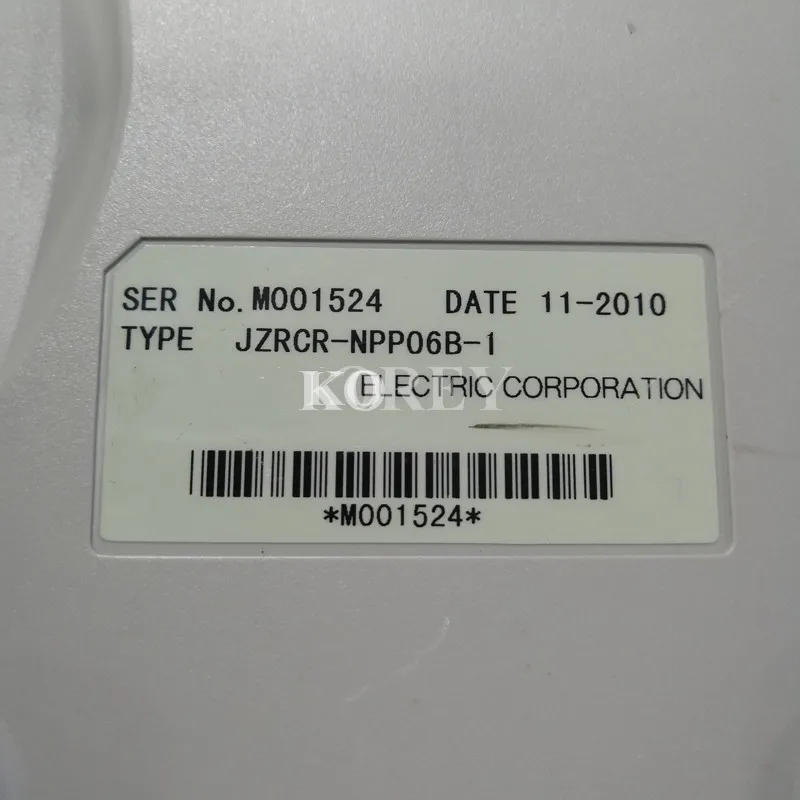 SER No. M001524 DATE 11-2010
TYPE JZRCR-NPP06B-1
ELECTRIC CORPORATION
KOREY
*M001524*